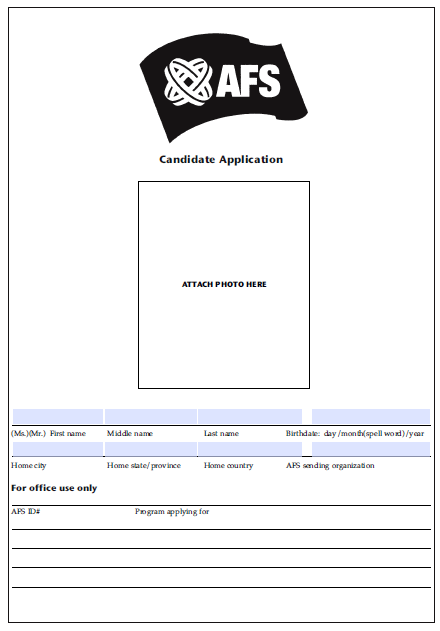 AFS
Candidate Application
ATTACH PHOTO HERE
(Ms.)(Mr.) First name Middle name Last name Birthdate: day/month(spell word)/year
Home city Home state/province Home country AFS sending organization
For office use only
AFS ID# Program applying for